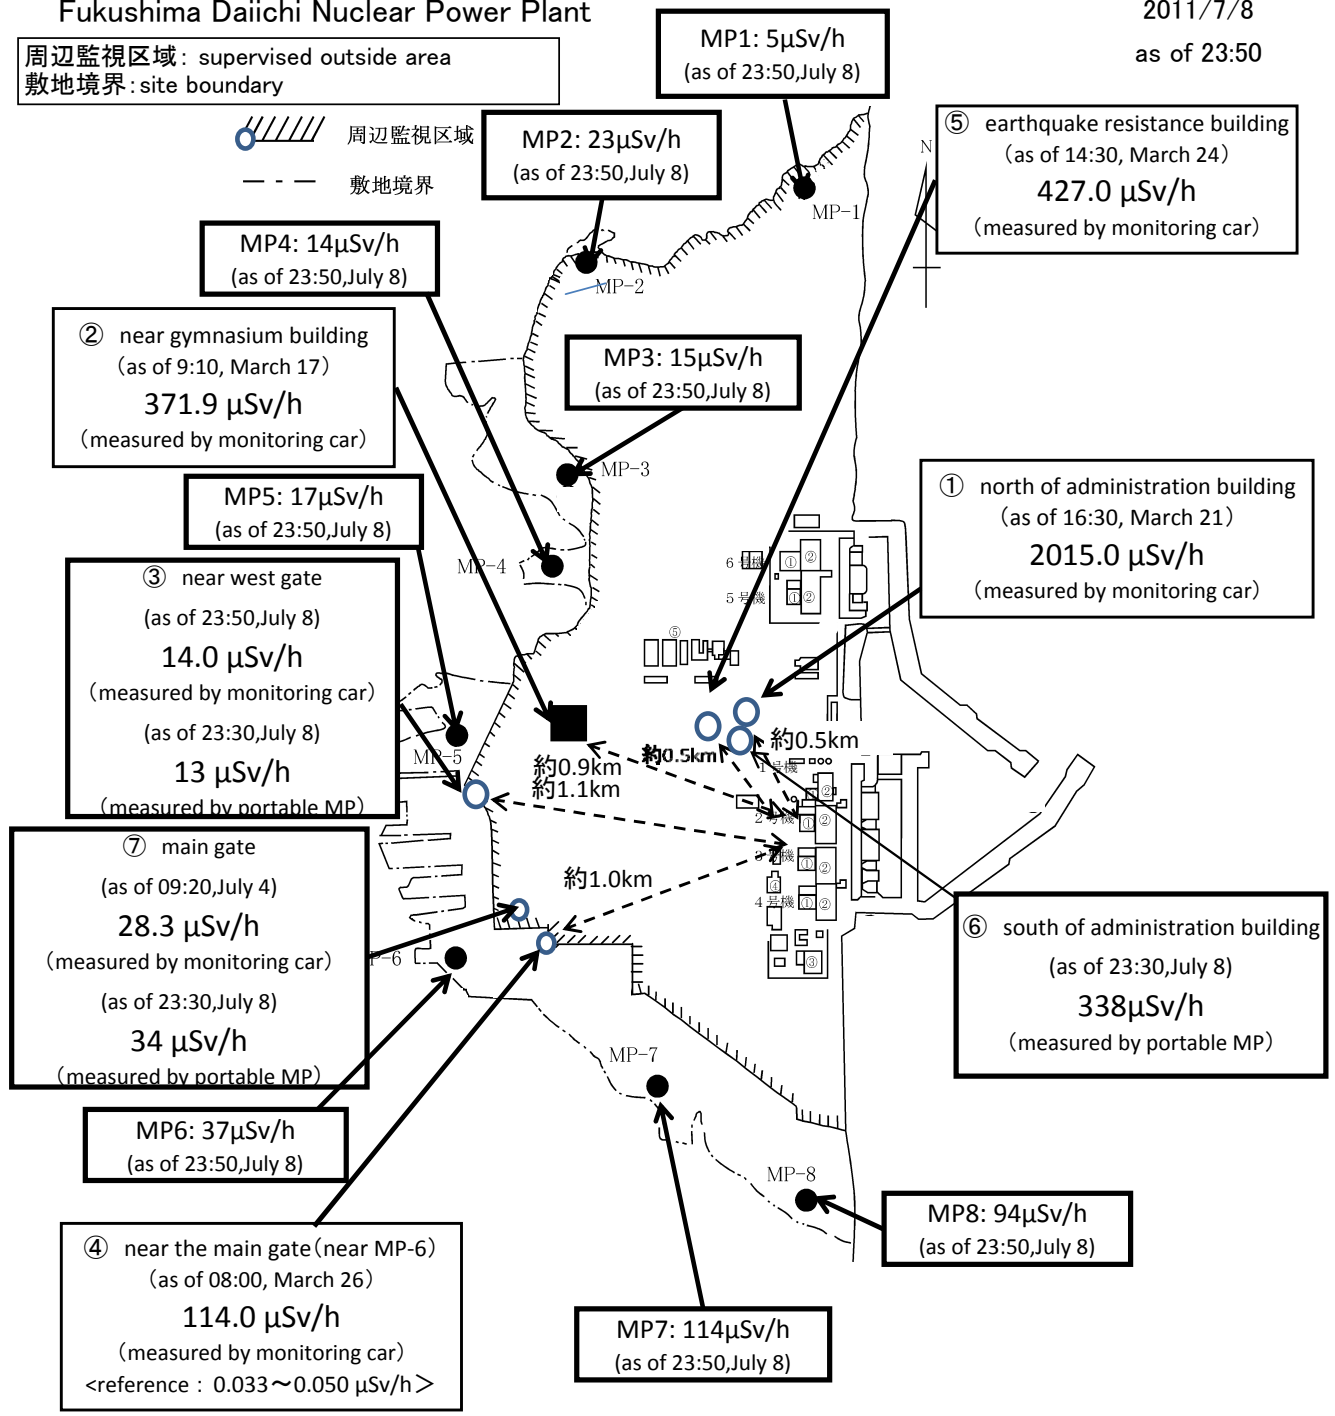 Fukushima Daiichi Nuclear Power Plant
2011/7/8
as of 23:50
周辺監視区域: supervised outside area
敷地境界:site boundary
周辺監視区域
敷地境界
MP1: 5μSv/h
(as of 23:50,July 8)
MP2: 23μSv/h
(as of 23:50,July 8)
⑤ earthquake resistance building
(as of 14:30, March 24)
427.0 μSv/h
(measured by monitoring car)
N
MP-1
MP4: 14μSv/h
(as of 23:50,July 8)
MP-2
② near gymnasium building
(as of 9:10, March 17)
371.9 μSv/h
(measured by monitoring car)
MP3: 15μSv/h
(as of 23:50,July 8)
MP-3
① north of administration building
(as of 16:30, March 21)
2015.0 μSv/h
(measured by monitoring car)
MP5: 17μSv/h
(as of 23:50,July 8)
MP-4
6号機
① ②
5号機
① ②
③ near west gate
(as of 23:50,July 8)
14.0 μSv/h
(measured by monitoring car)
(as of 23:30,July 8)
13 μSv/h
(measured by portable MP)
⑤
MP-5
約0.9km
約1.1km
約0.5km
約0.5km
1号機
②
2号機
① ②
3号機
① ②
④
4号機
① ②
③
約1.0km
⑦ main gate
(as of 09:20,July 4)
28.3 μSv/h
(measured by monitoring car)
(as of 23:30,July 8)
34 μSv/h
(measured by portable MP)
P-6
⑥ south of administration building
(as of 23:30,July 8)
338μSv/h
(measured by portable MP)
MP-7
MP6: 37μSv/h
(as of 23:50,July 8)
MP-8
④ near the main gate(near MP-6)
(as of 08:00, March 26)
114.0 μSv/h
(measured by monitoring car)
<reference : 0.033～0.050 μSv/h>
MP8: 94μSv/h
(as of 23:50,July 8)
MP7: 114μSv/h
(as of 23:50,July 8)